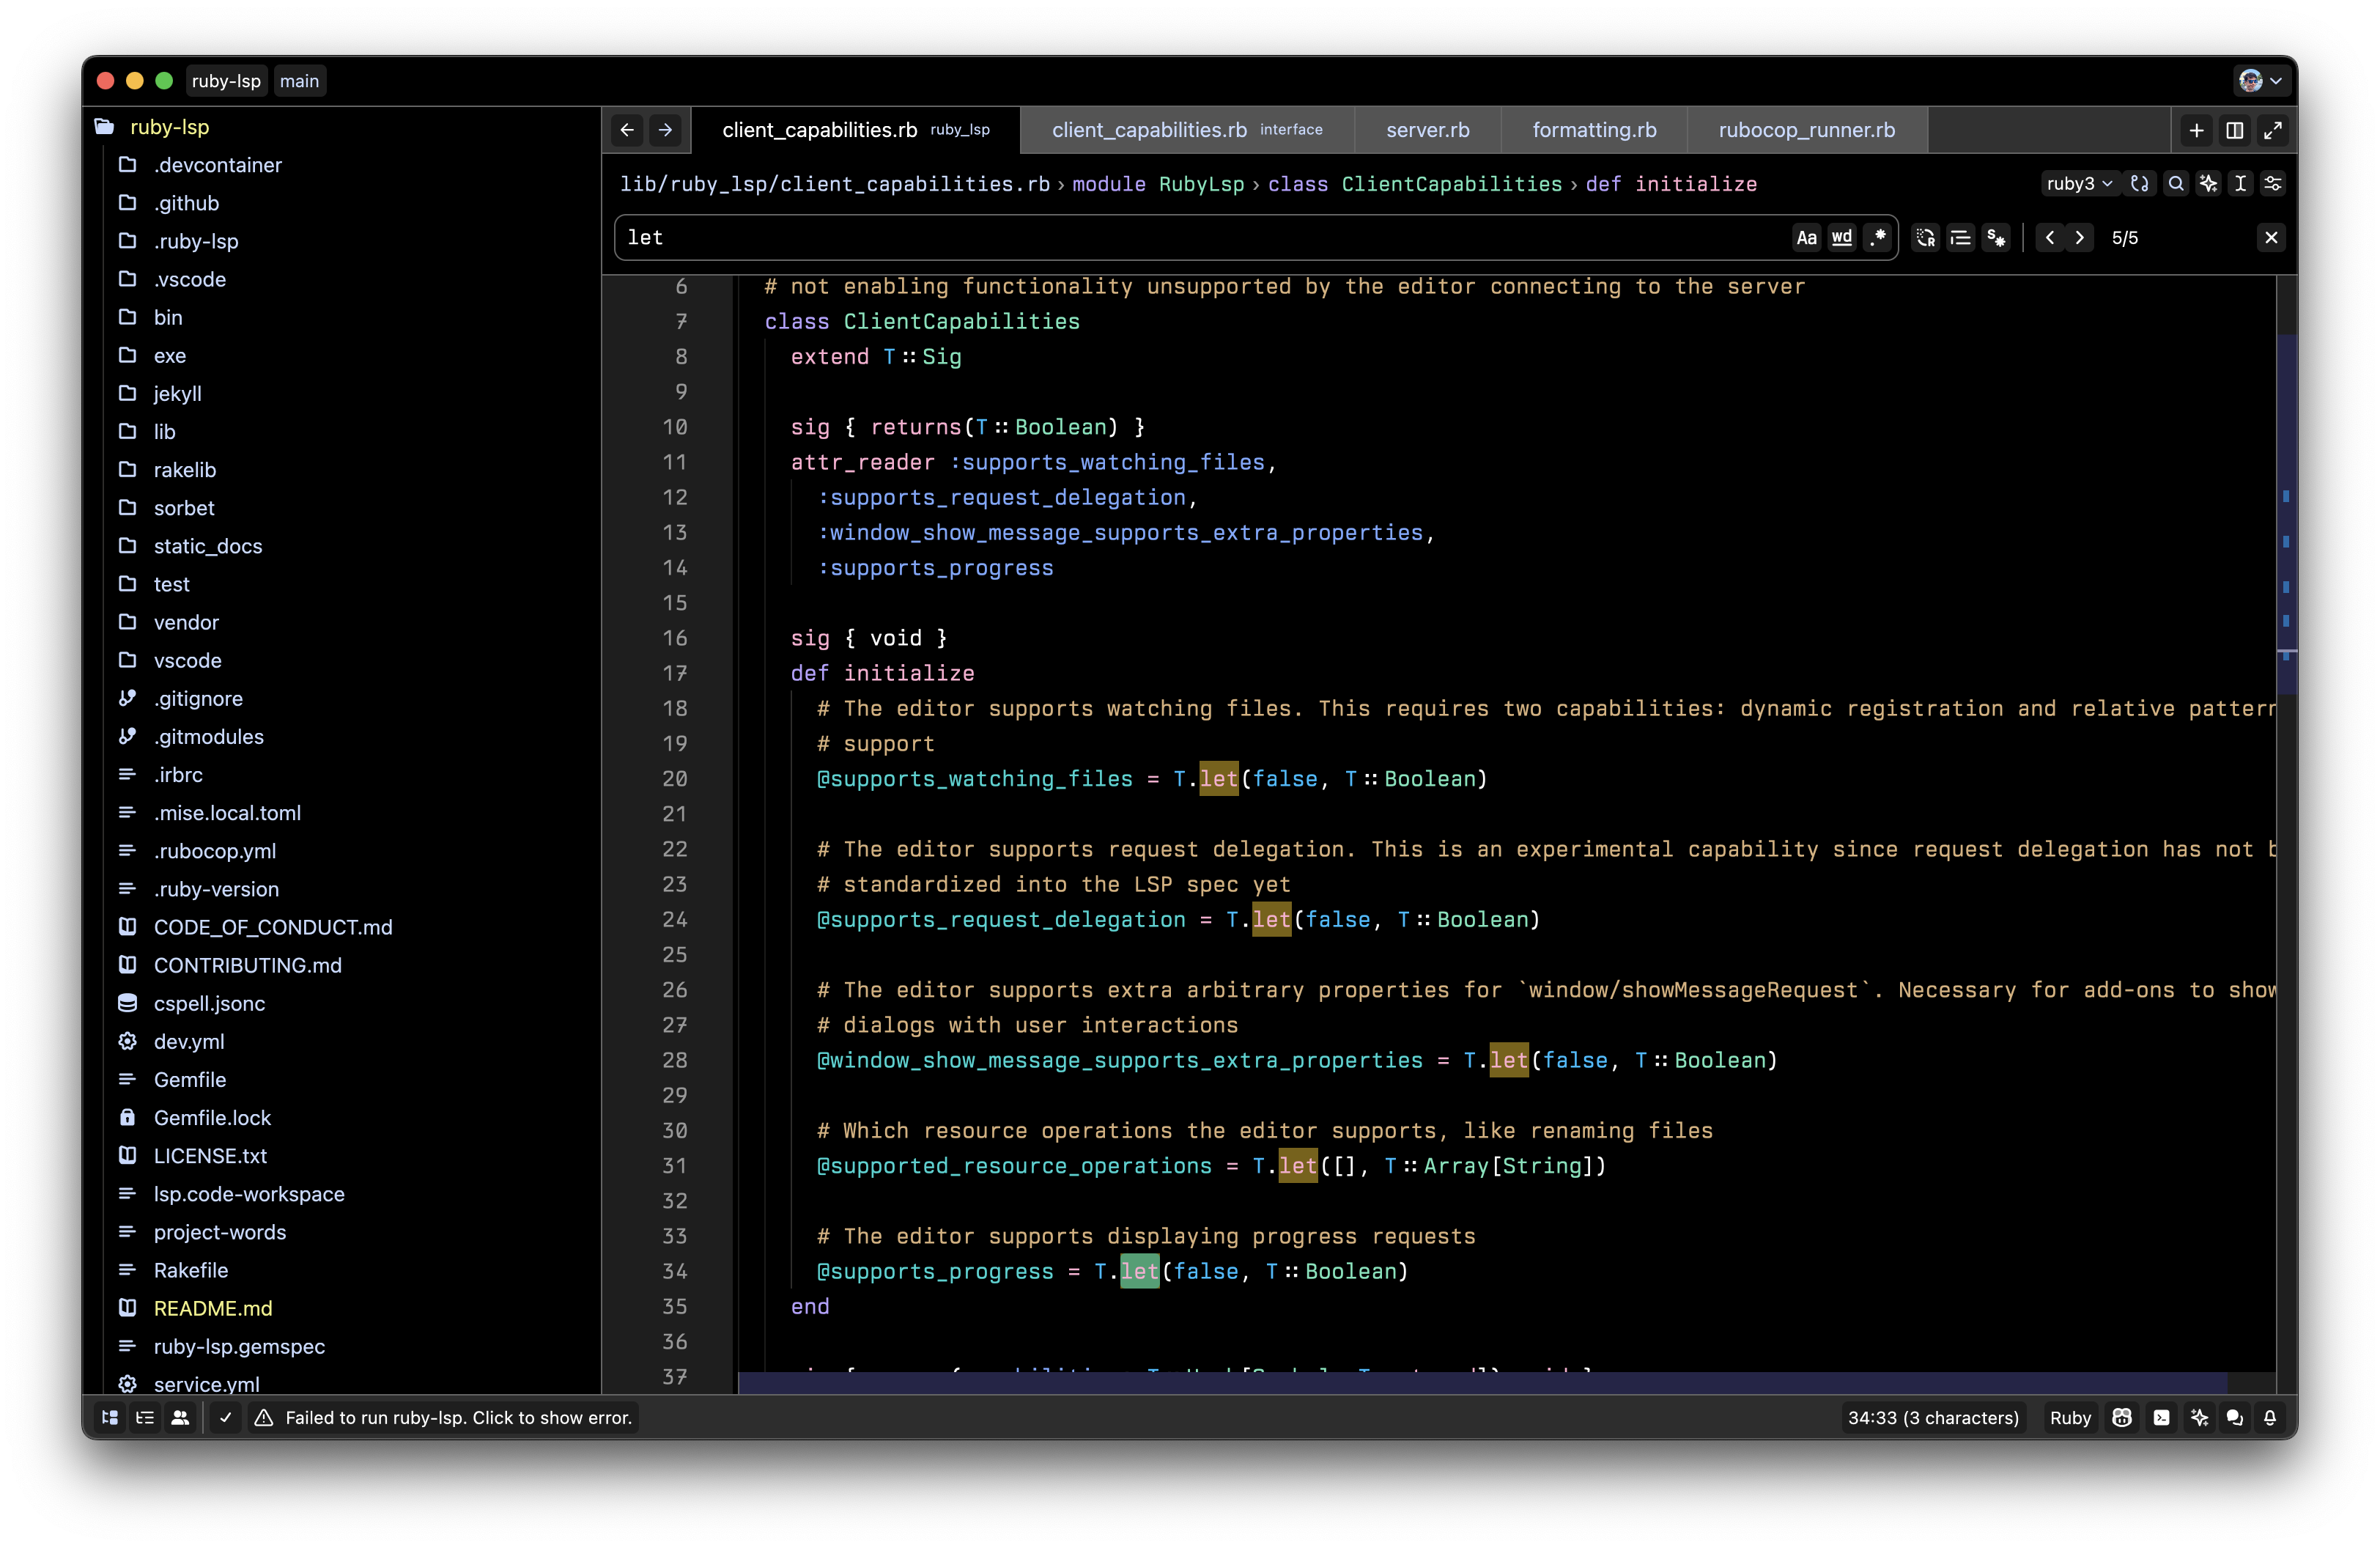 ruby-lsp main
ruby-lsp
.devcontainer
.github
.ruby-lsp
.vscode
bin
exe
jekyll
lib
rakelib
sorbet
static_docs
test
vendor
vscode
.gitignore
.gitmodules
.irbrc
.mise.local.toml
.rubocop.yml
.ruby-version
CODE_OF_CONDUCT.md
CONTRIBUTING.md
cspell.jsonc
dev.yml
Gemfile
Gemfile.lock
LICENSE.txt
lsp.code-workspace
project-words
Rakefile
README.md
ruby-lsp.gemspec
service.yml
client_capabilities.rb ruby_lsp client_capabilities.rb interface server.rb formatting.rb rubocop_runner.rb
lib/ruby_lsp/client_capabilities.rb › module RubyLsp › class ClientCapabilities › def initialize ruby3
let Aa wd .* 5/5
6 # not enabling functionality unsupported by the editor connecting to the server
7 class ClientCapabilities
8 extend T::Sig
9
10 sig { returns(T::Boolean) }
11 attr_reader :supports_watching_files,
12 :supports_request_delegation,
13 :window_show_message_supports_extra_properties,
14 :supports_progress
15
16 sig { void }
17 def initialize
18 # The editor supports watching files. This requires two capabilities: dynamic registration and relative pattern
19 # support
20 @supports_watching_files = T.let(false, T::Boolean)
21
22 # The editor supports request delegation. This is an experimental capability since request delegation has not b
23 # standardized into the LSP spec yet
24 @supports_request_delegation = T.let(false, T::Boolean)
25
26 # The editor supports extra arbitrary properties for `window/showMessageRequest`. Necessary for add-ons to show
27 # dialogs with user interactions
28 @window_show_message_supports_extra_properties = T.let(false, T::Boolean)
29
30 # Which resource operations the editor supports, like renaming files
31 @supported_resource_operations = T.let([], T::Array[String])
32
33 # The editor supports displaying progress requests
34 @supports_progress = T.let(false, T::Boolean)
35 end
36
37
Failed to run ruby-lsp. Click to show error. 34:33 (3 characters) Ruby